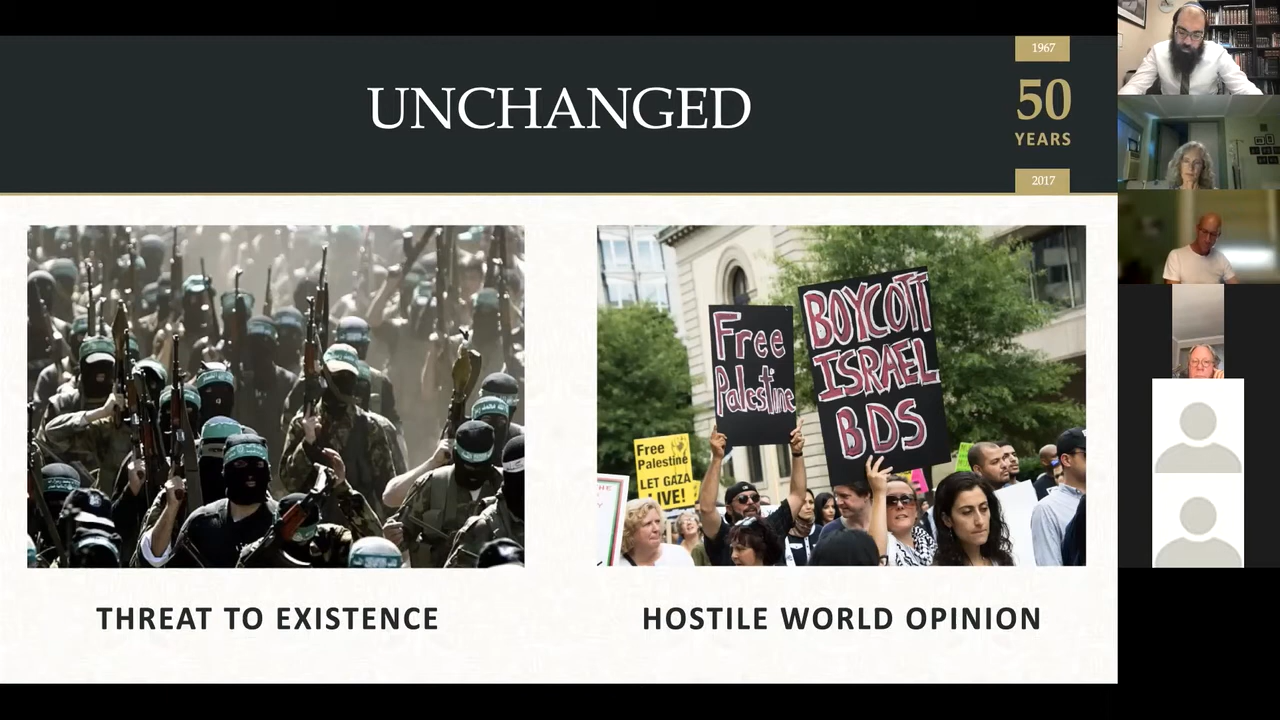 UNCHANGED
1967
50
YEARS
2017
Free
Palestine
BOYCOTT
ISRAEL
BDS
Free
Palestine
LET GAZA
LIVE!
THREAT TO EXISTENCE
HOSTILE WORLD OPINION